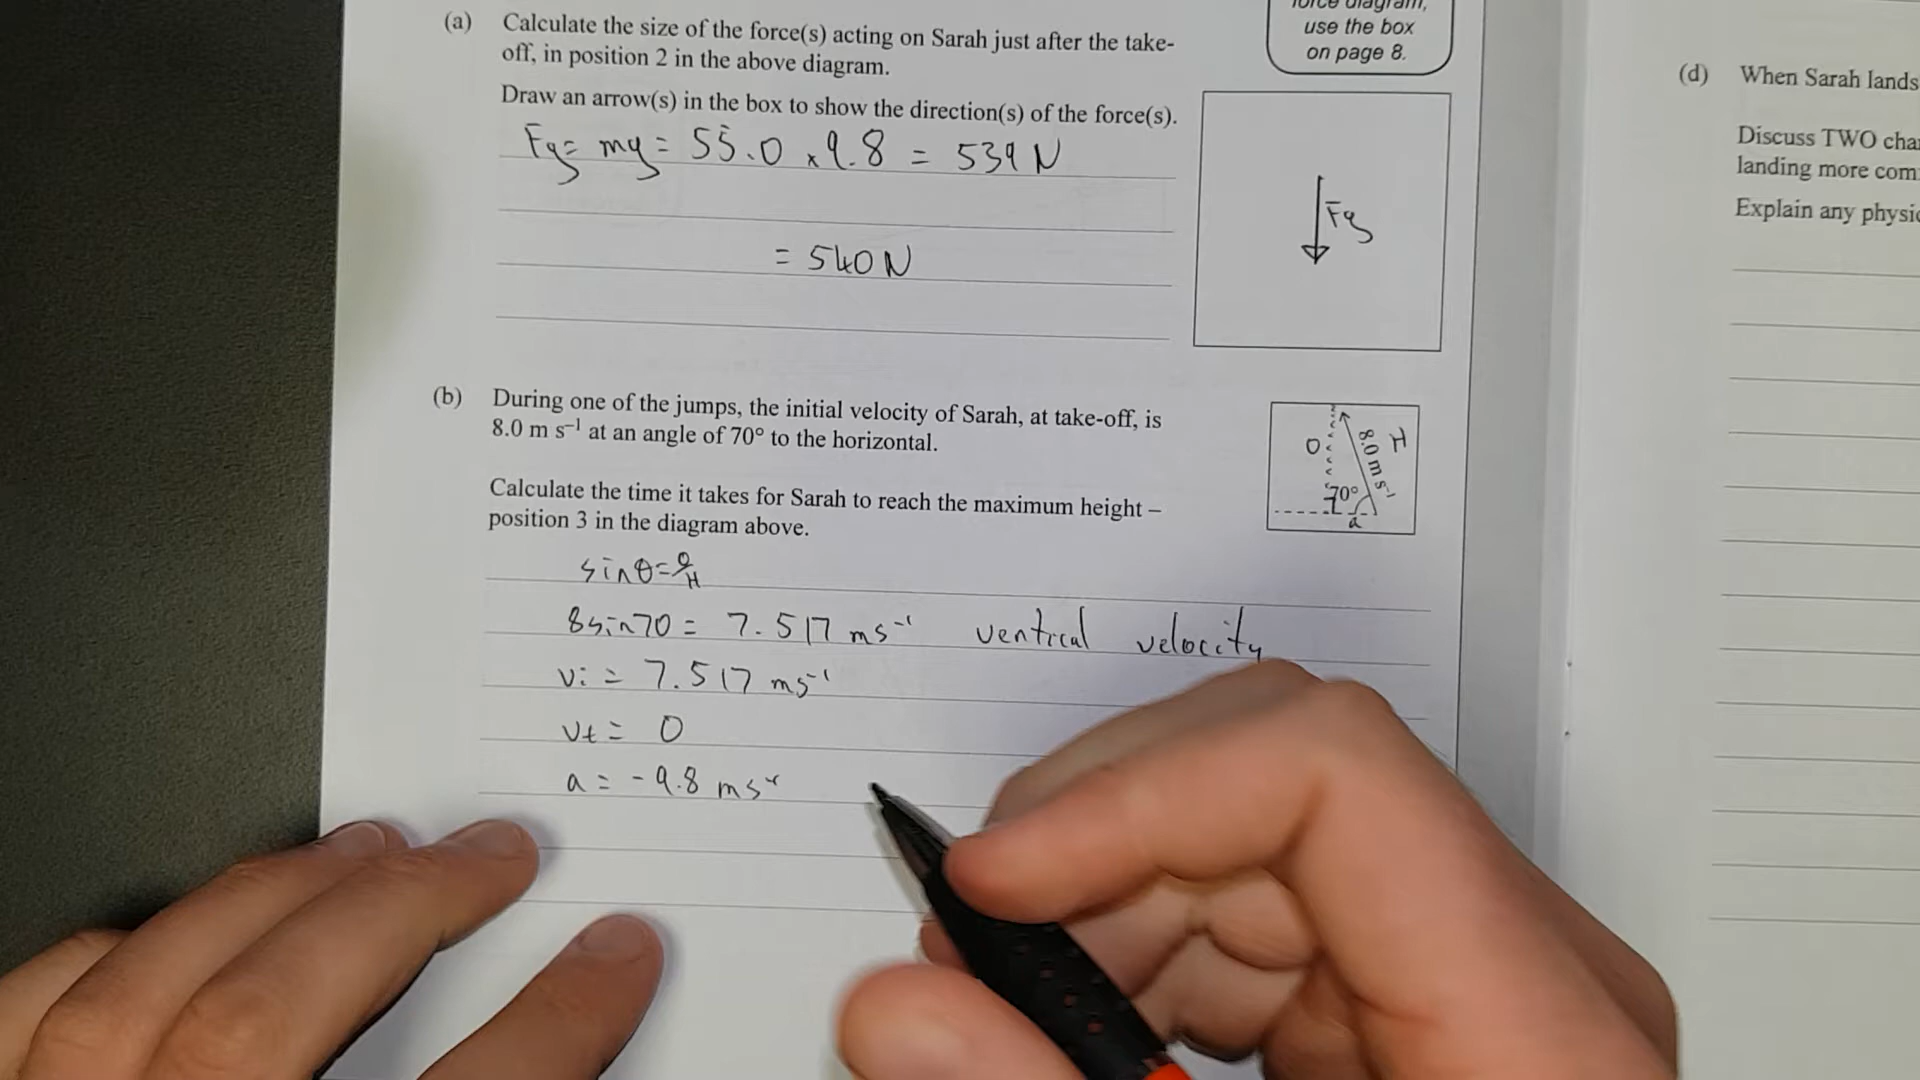 (a) Calculate the size of the force(s) acting on Sarah just after the take-
off, in position 2 in the above diagram.
Draw an arrow(s) in the box to show the direction(s) of the force(s).
force diagram,
use the box
on page 8.
Fg= mg= 55.0 x 9.8 = 539 N
= 540 N
Fg
(b) During one of the jumps, the initial velocity of Sarah, at take-off, is
8.0 m s⁻¹ at an angle of 70° to the horizontal.
Calculate the time it takes for Sarah to reach the maximum height –
position 3 in the diagram above.
O
H
8.0 m s⁻¹
70°
a
sinθ=O/H
8sin70 = 7.517 ms⁻¹ vertical velocity
vi = 7.517 ms⁻¹
vf = 0
a = -9.8 ms⁻²
(d) When Sarah lands
Discuss TWO cha
landing more com
Explain any physic